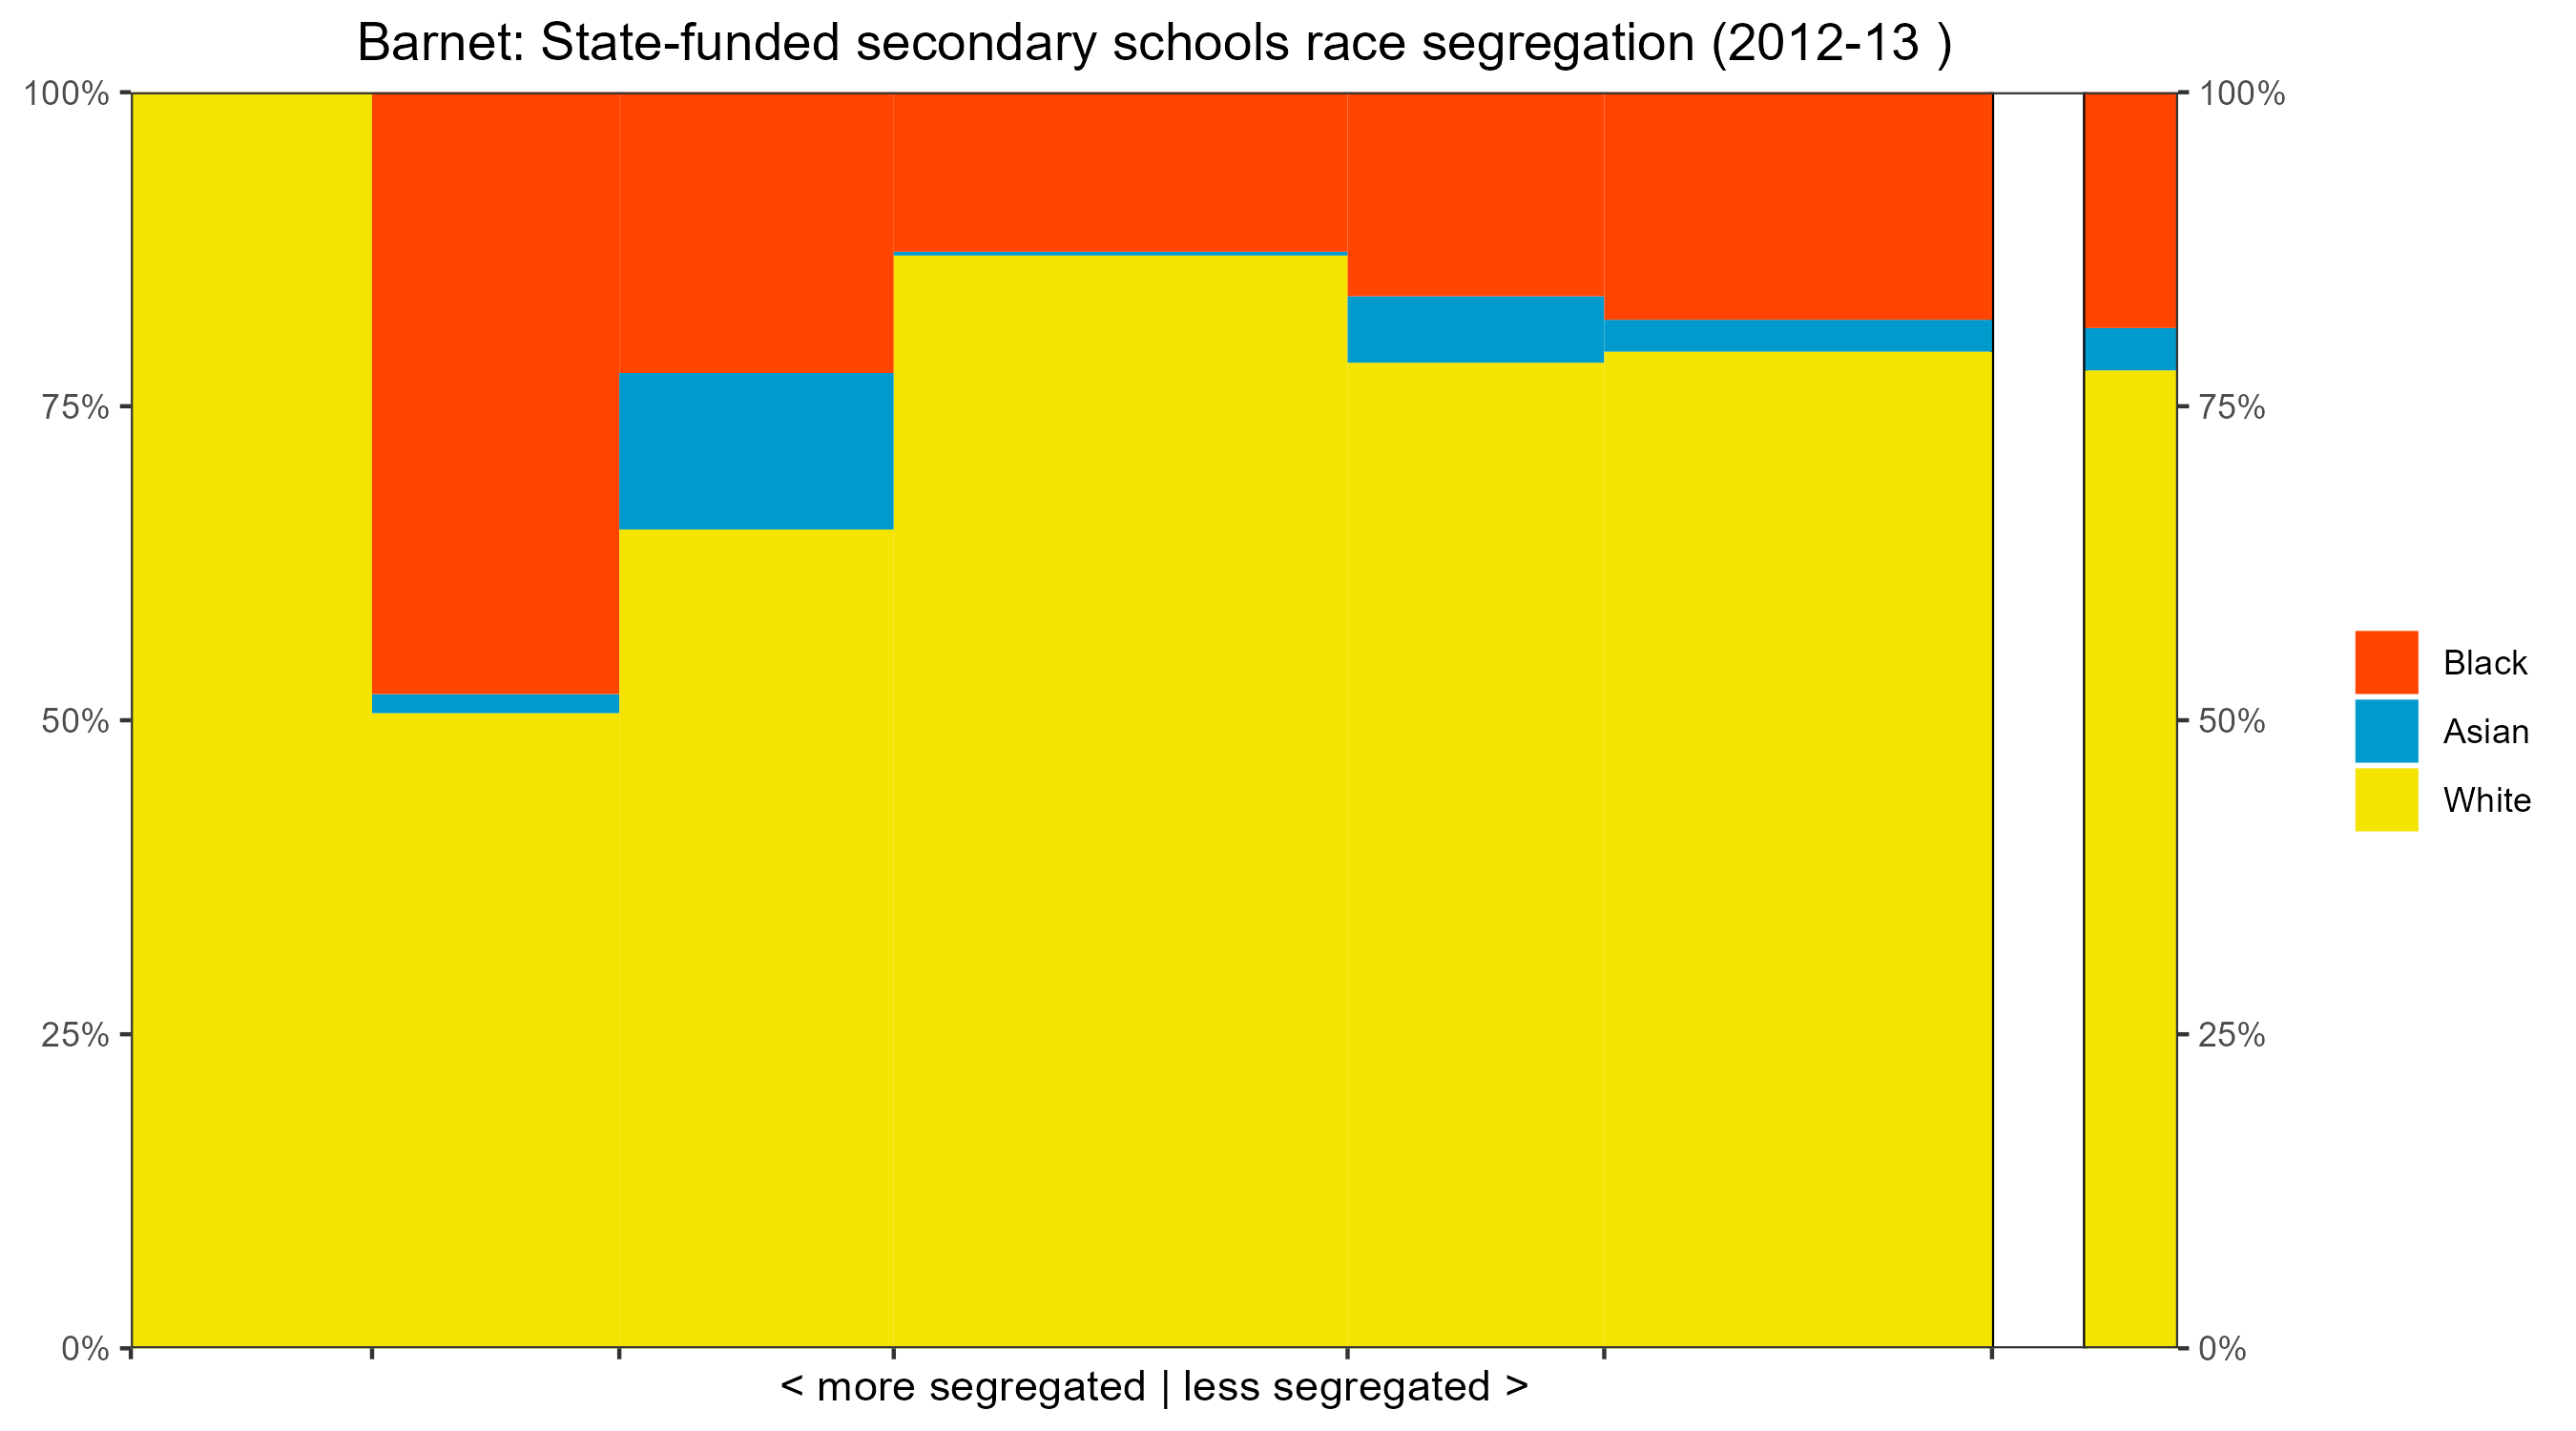 Barnet: State-funded secondary schools race segregation (2012-13 )
100%
75%
50%
25%
0%
100%
75%
50%
25%
0%
Black
Asian
White
< more segregated | less segregated >